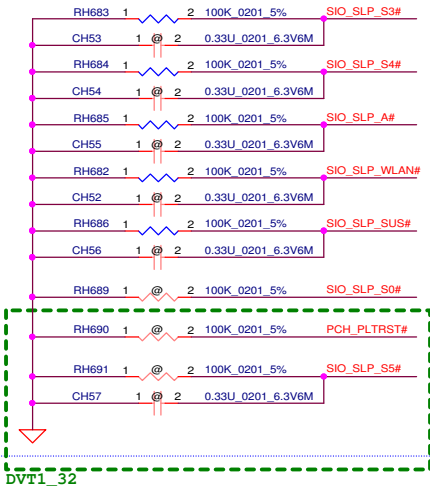 RH683 1 2 100K_0201_5% SIO_SLP_S3#
CH53 1 @ 2 0.33U_0201_6.3V6M
RH684 1 2 100K_0201_5% SIO_SLP_S4#
CH54 1 @ 2 0.33U_0201_6.3V6M
RH685 1 2 100K_0201_5% SIO_SLP_A#
CH55 1 @ 2 0.33U_0201_6.3V6M
RH682 1 2 100K_0201_5% SIO_SLP_WLAN#
CH52 1 @ 2 0.33U_0201_6.3V6M
RH686 1 2 100K_0201_5% SIO_SLP_SUS#
CH56 1 @ 2 0.33U_0201_6.3V6M
RH689 1 @ 2 100K_0201_5% SIO_SLP_S0#
RH690 1 @ 2 100K_0201_5% PCH_PLTRST#
RH691 1 @ 2 100K_0201_5% SIO_SLP_S5#
CH57 1 @ 2 0.33U_0201_6.3V6M
DVT1_32